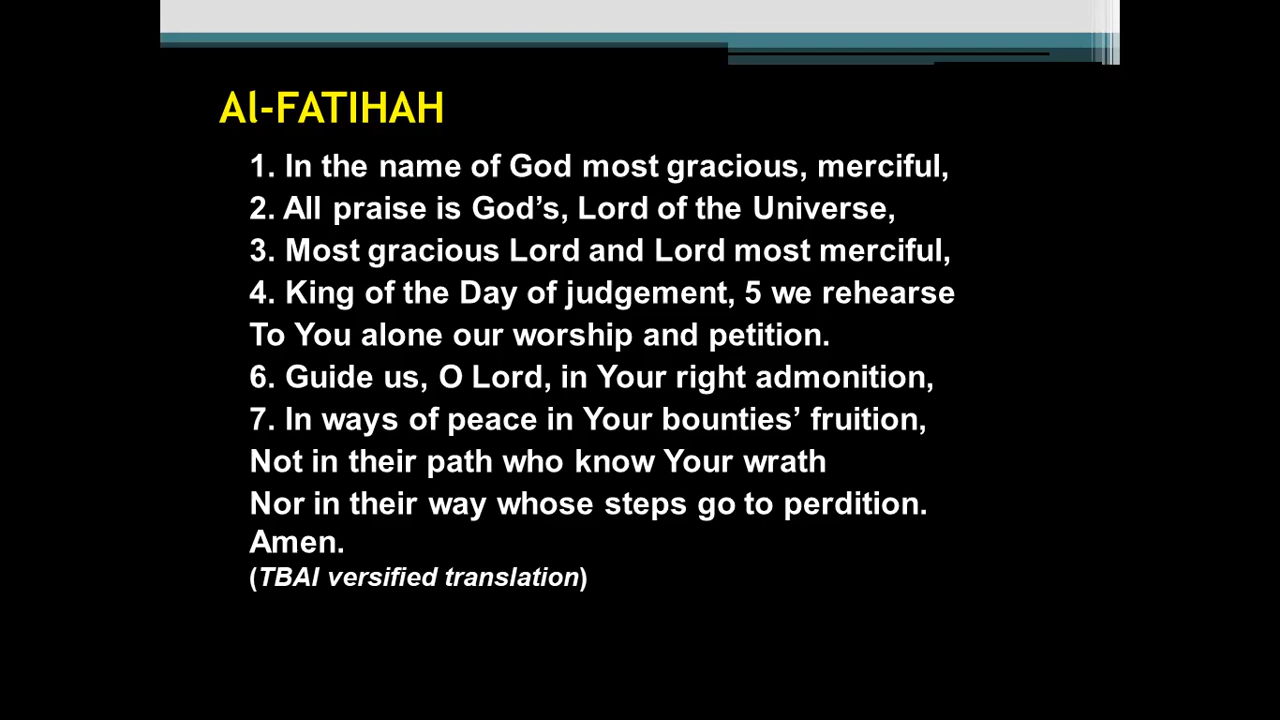 Al-FATIHAH
1. In the name of God most gracious, merciful,
2. All praise is God’s, Lord of the Universe,
3. Most gracious Lord and Lord most merciful,
4. King of the Day of judgement, 5 we rehearse
To You alone our worship and petition.
6. Guide us, O Lord, in Your right admonition,
7. In ways of peace in Your bounties’ fruition,
Not in their path who know Your wrath
Nor in their way whose steps go to perdition.
Amen.
(TBAI versified translation)